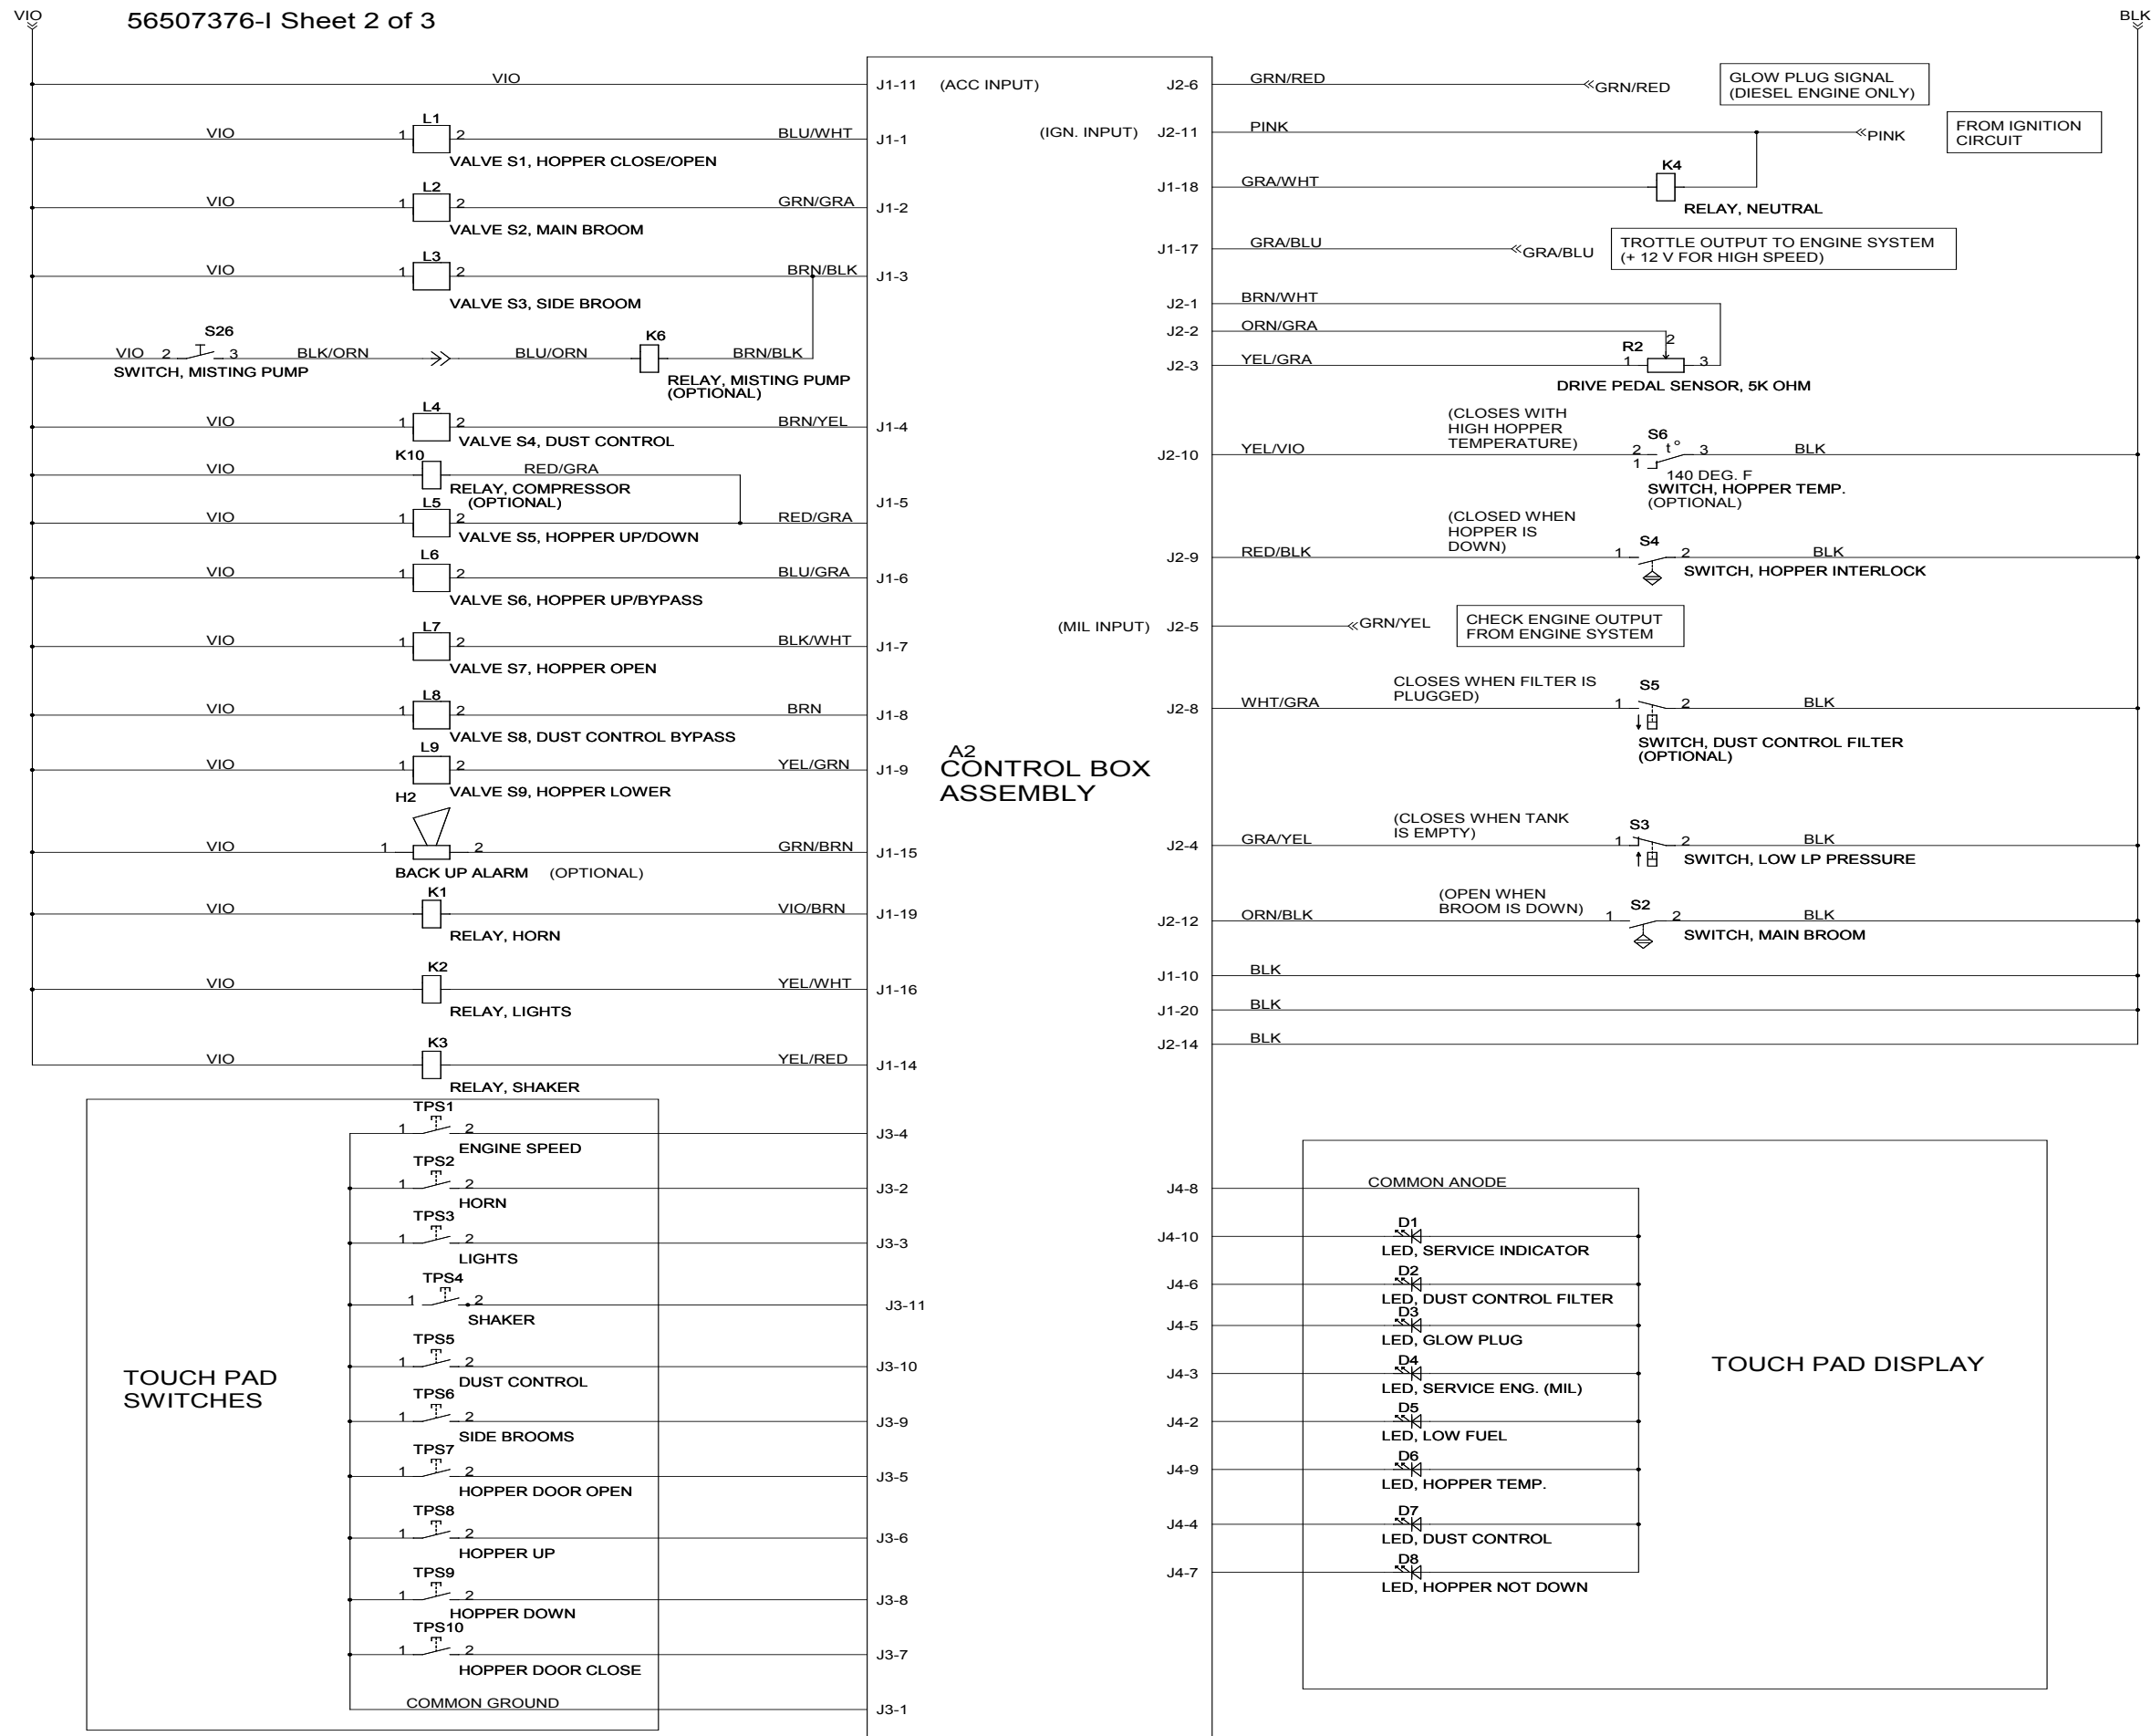 VIO 56507376-I Sheet 2 of 3 BLK
VIO J1-11 (ACC INPUT)
VIO 1 L1 2 BLU/WHT J1-1
VALVE S1, HOPPER CLOSE/OPEN
VIO 1 L2 2 GRN/GRA J1-2
VALVE S2, MAIN BROOM
VIO 1 L3 2 BRN/BLK J1-3
VALVE S3, SIDE BROOM
VIO 2 S26 3 BLK/ORN BLU/ORN K6 BRN/BLK
SWITCH, MISTING PUMP
RELAY, MISTING PUMP
(OPTIONAL)
VIO 1 L4 2 BRN/YEL J1-4
VALVE S4, DUST CONTROL
VIO K10 RED/GRA
RELAY, COMPRESSOR
(OPTIONAL)
J1-5
VIO 1 L5 2 RED/GRA
VALVE S5, HOPPER UP/DOWN
VIO 1 L6 2 BLU/GRA J1-6
VALVE S6, HOPPER UP/BYPASS
VIO 1 L7 2 BLK/WHT J1-7
VALVE S7, HOPPER OPEN
VIO 1 L8 2 BRN J1-8
VALVE S8, DUST CONTROL BYPASS
VIO 1 L9 2 YEL/GRN J1-9
VALVE S9, HOPPER LOWER
H2
VIO 1 2 GRN/BRN J1-15
BACK UP ALARM (OPTIONAL)
VIO K1 VIO/BRN J1-19
RELAY, HORN
VIO K2 YEL/WHT J1-16
RELAY, LIGHTS
VIO K3 YEL/RED J1-14
RELAY, SHAKER
TOUCH PAD
SWITCHES
TPS1
1 2 J3-4
ENGINE SPEED
TPS2
1 2 J3-2
HORN
TPS3
1 2 J3-3
LIGHTS
TPS4
1 2 J3-11
SHAKER
TPS5
1 2 J3-10
DUST CONTROL
TPS6
1 2 J3-9
SIDE BROOMS
TPS7
1 2 J3-5
HOPPER DOOR OPEN
TPS8
1 2 J3-6
HOPPER UP
TPS9
1 2 J3-8
HOPPER DOWN
TPS10
1 2 J3-7
HOPPER DOOR CLOSE
COMMON GROUND J3-1
A2
CONTROL BOX
ASSEMBLY
J2-6 GRN/RED GRN/RED
GLOW PLUG SIGNAL
(DIESEL ENGINE ONLY)
(IGN. INPUT) J2-11 PINK PINK
FROM IGNITION
CIRCUIT
J1-18 GRA/WHT K4
RELAY, NEUTRAL
J1-17 GRA/BLU GRA/BLU
TROTTLE OUTPUT TO ENGINE SYSTEM
(+ 12 V FOR HIGH SPEED)
J2-1 BRN/WHT
J2-2 ORN/GRA
J2-3 YEL/GRA 1 R2 2 3
DRIVE PEDAL SENSOR, 5K OHM
(CLOSES WITH
HIGH HOPPER
TEMPERATURE)
J2-10 YEL/VIO 2 1 S6 t° 3 BLK
140 DEG. F
SWITCH, HOPPER TEMP.
(OPTIONAL)
(CLOSED WHEN
HOPPER IS
DOWN)
J2-9 RED/BLK 1 S4 2 BLK
SWITCH, HOPPER INTERLOCK
(MIL INPUT) J2-5 GRN/YEL
CHECK ENGINE OUTPUT
FROM ENGINE SYSTEM
CLOSES WHEN FILTER IS
PLUGGED)
J2-8 WHT/GRA 1 S5 2 BLK
SWITCH, DUST CONTROL FILTER
(OPTIONAL)
(CLOSES WHEN TANK
IS EMPTY)
J2-4 GRA/YEL 1 S3 2 BLK
SWITCH, LOW LP PRESSURE
(OPEN WHEN
BROOM IS DOWN)
J2-12 ORN/BLK 1 S2 2 BLK
SWITCH, MAIN BROOM
J1-10 BLK
J1-20 BLK
J2-14 BLK
TOUCH PAD DISPLAY
J4-8 COMMON ANODE
J4-10 D1
LED, SERVICE INDICATOR
J4-6 D2
LED, DUST CONTROL FILTER
J4-5 D3
LED, GLOW PLUG
J4-3 D4
LED, SERVICE ENG. (MIL)
J4-2 D5
LED, LOW FUEL
J4-9 D6
LED, HOPPER TEMP.
J4-4 D7
LED, DUST CONTROL
J4-7 D8
LED, HOPPER NOT DOWN